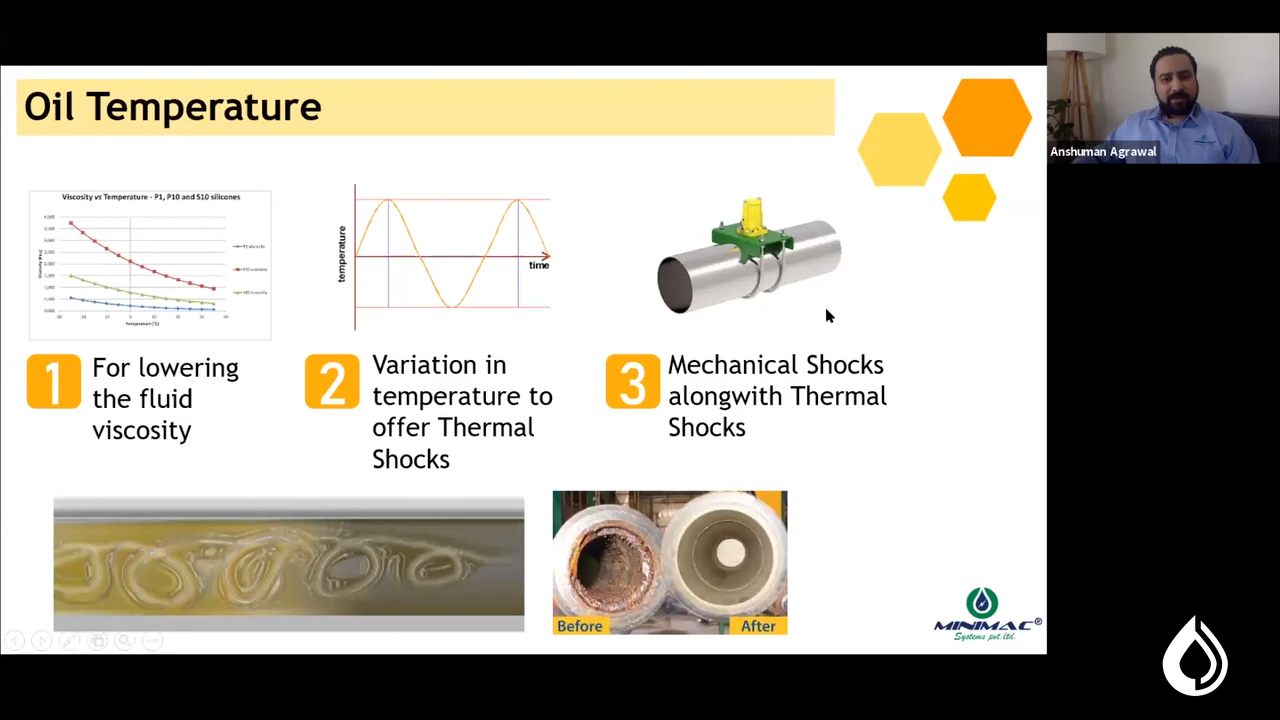 Oil Temperature
Anshuman Agrawal
Viscosity vs Temperature - P1, P10 and S10 silicones
Temperature (°C)
temperature
time
1
For lowering
the fluid
viscosity
2
Variation in
temperature to
offer Thermal
Shocks
3
Mechanical Shocks
alongwith Thermal
Shocks
Before
After
MINIMAC®
Systems pvt.ltd.